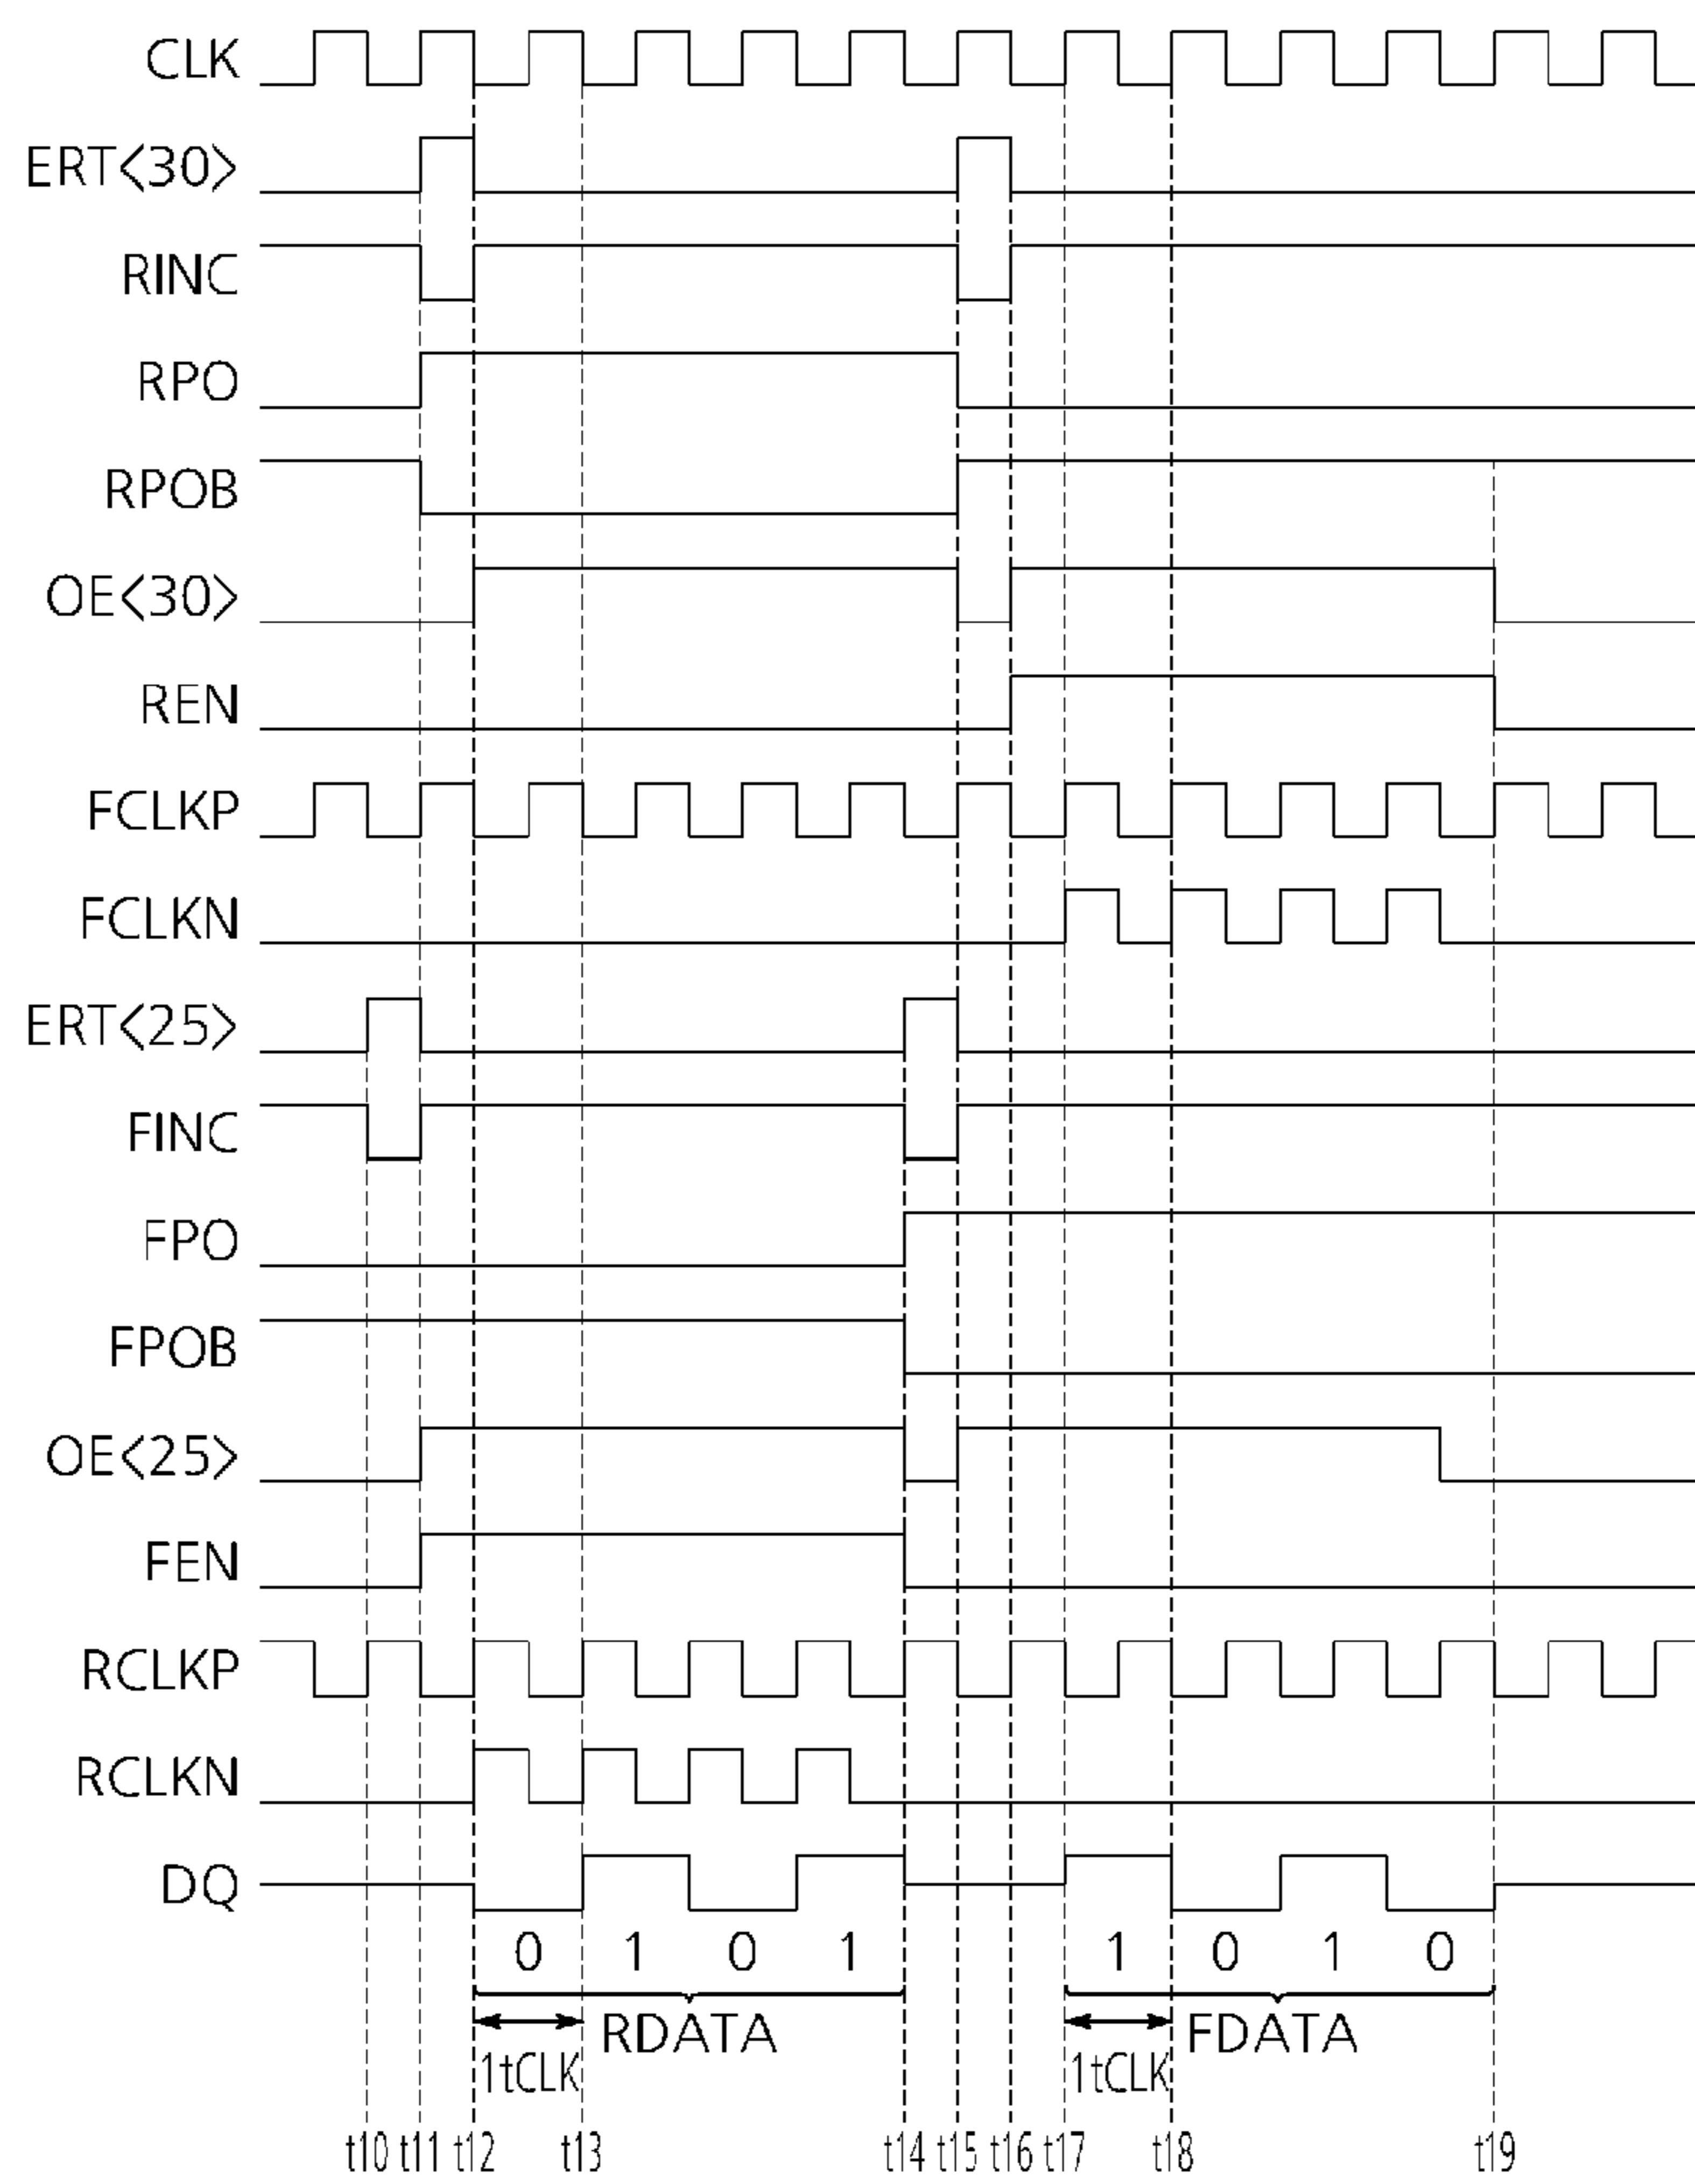 CLK
ERT<30>
RINC
RPO
RPOB
OE<30>
REN
FCLKP
FCLKN
ERT<25>
FINC
FPO
FPOB
OE<25>
FEN
RCLKP
RCLKN
DQ
0 1 0 1 1 0 1 0
RDATA FDATA
1tCLK 1tCLK
t10 t11 t12 t13 t14 t15 t16 t17 t18 t19